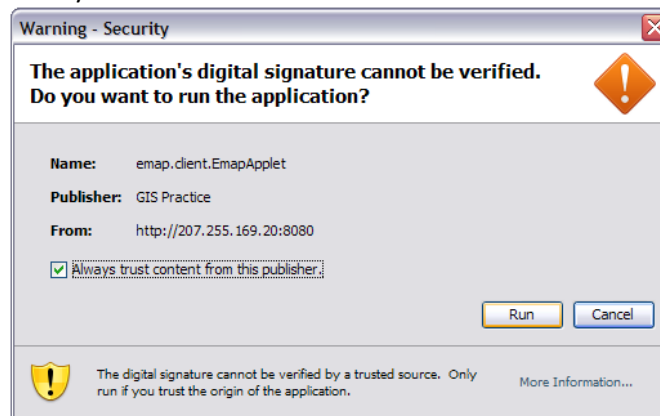 Warning - Security
The application's digital signature cannot be verified.
Do you want to run the application?
Name: emap.client.EmapApplet
Publisher: GIS Practice
From: http://207.255.169.20:8080
Always trust content from this publisher.
Run Cancel
The digital signature cannot be verified by a trusted source. Only
run if you trust the origin of the application.
More Information...